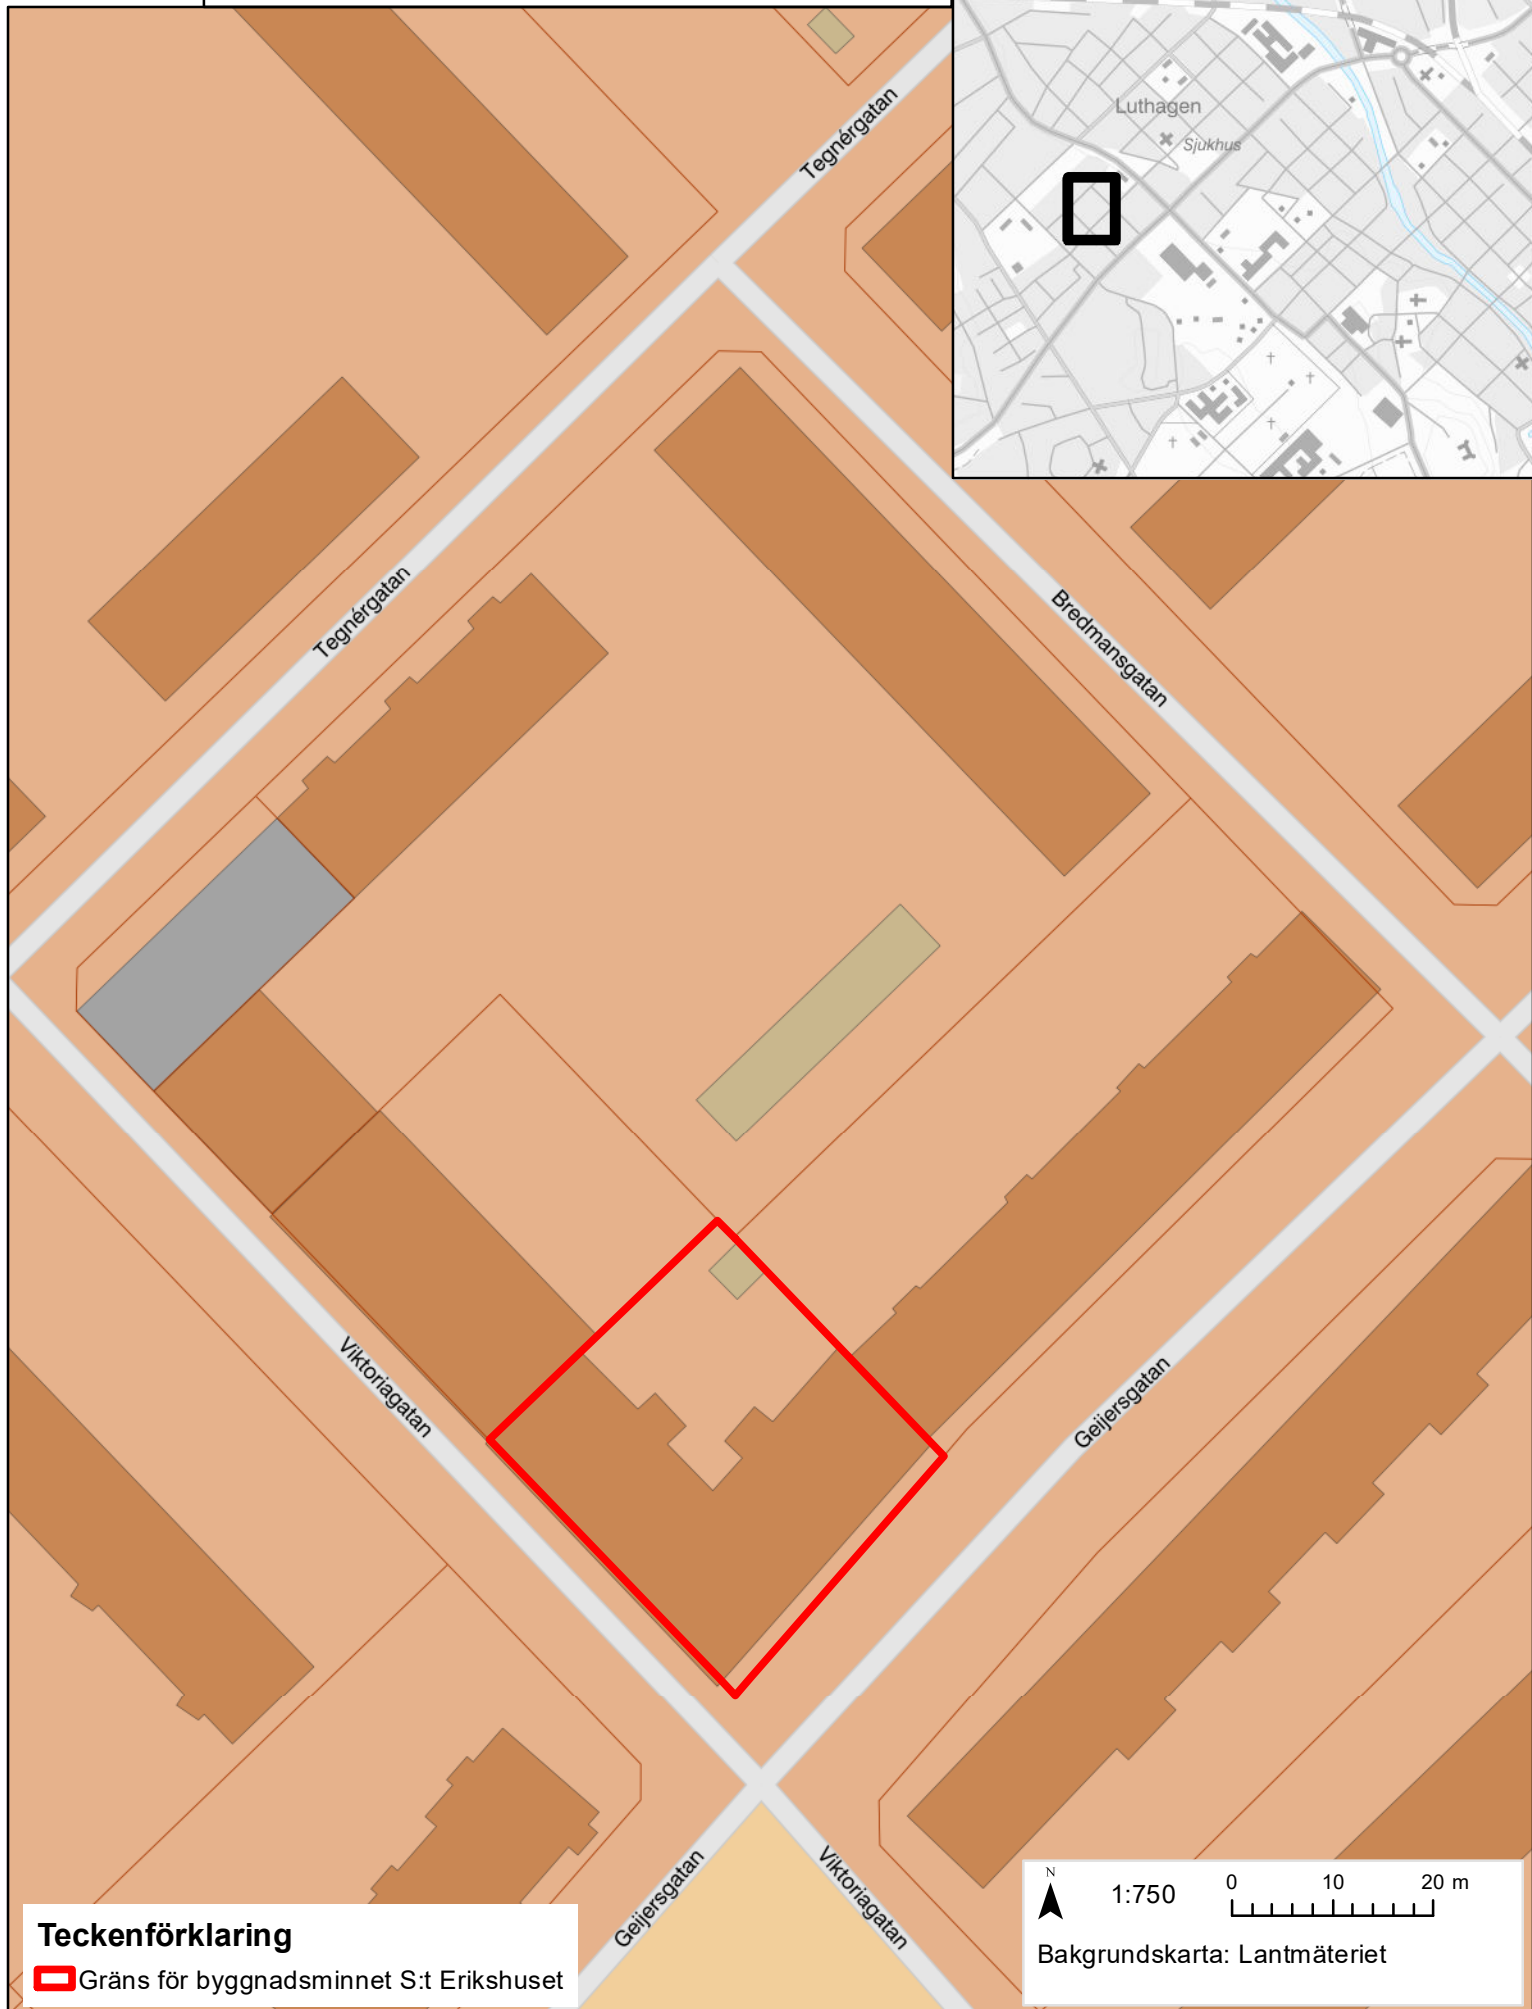 Luthagen
Sjukhus
Tegnérgatan
Tegnérgatan
Bredmansgatan
Viktoriagatan
Geijersgatan
Geijersgatan
Viktoriagatan
Teckenförklaring
Gräns för byggnadsminnet S:t Erikshuset
N
1:750
0 10 20 m
Bakgrundskarta: Lantmäteriet